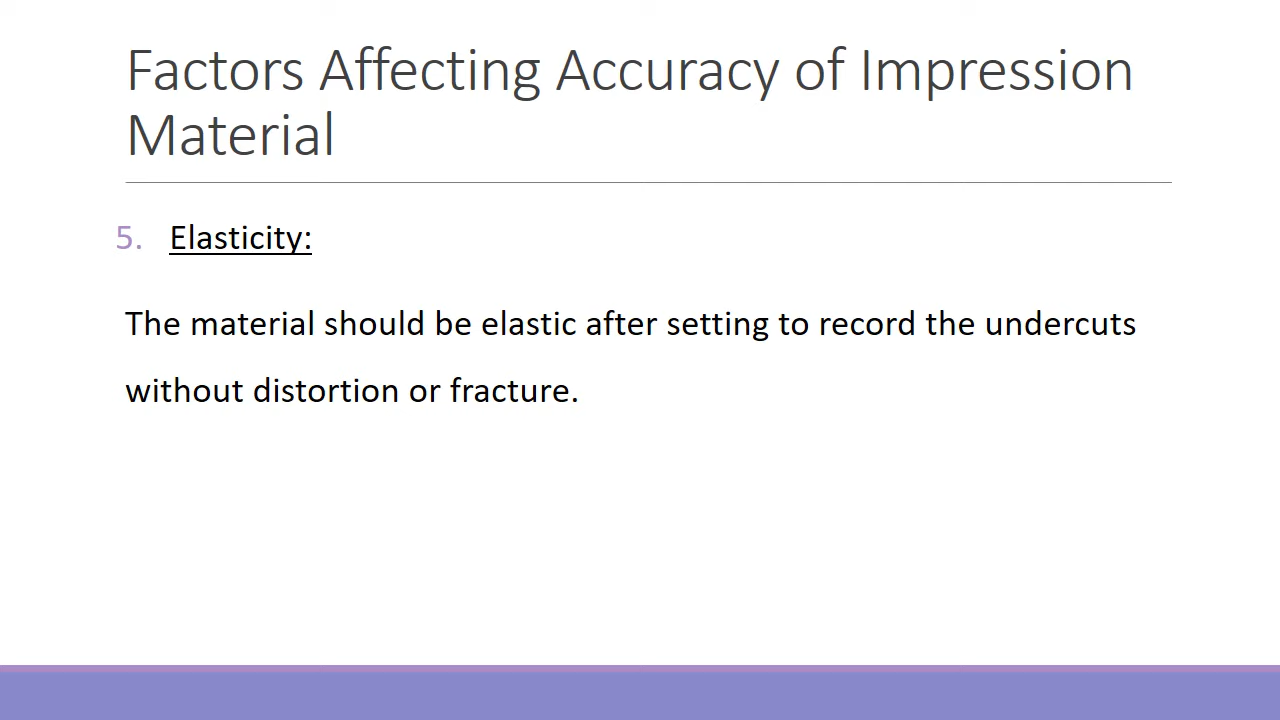 Factors Affecting Accuracy of Impression
Material
5. Elasticity:
The material should be elastic after setting to record the undercuts
without distortion or fracture.